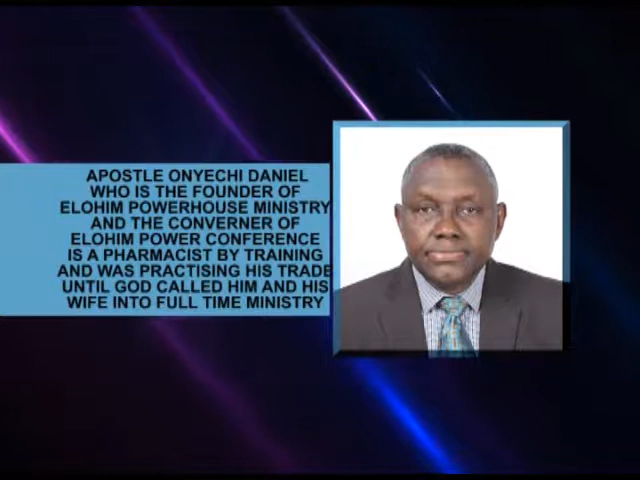 APOSTLE ONYECHI DANIEL
WHO IS THE FOUNDER OF
ELOHIM POWERHOUSE MINISTRY
AND THE CONVERNER OF
ELOHIM POWER CONFERENCE
IS A PHARMACIST BY TRAINING
AND WAS PRACTISING HIS TRADE
UNTIL GOD CALLED HIM AND HIS
WIFE INTO FULL TIME MINISTRY